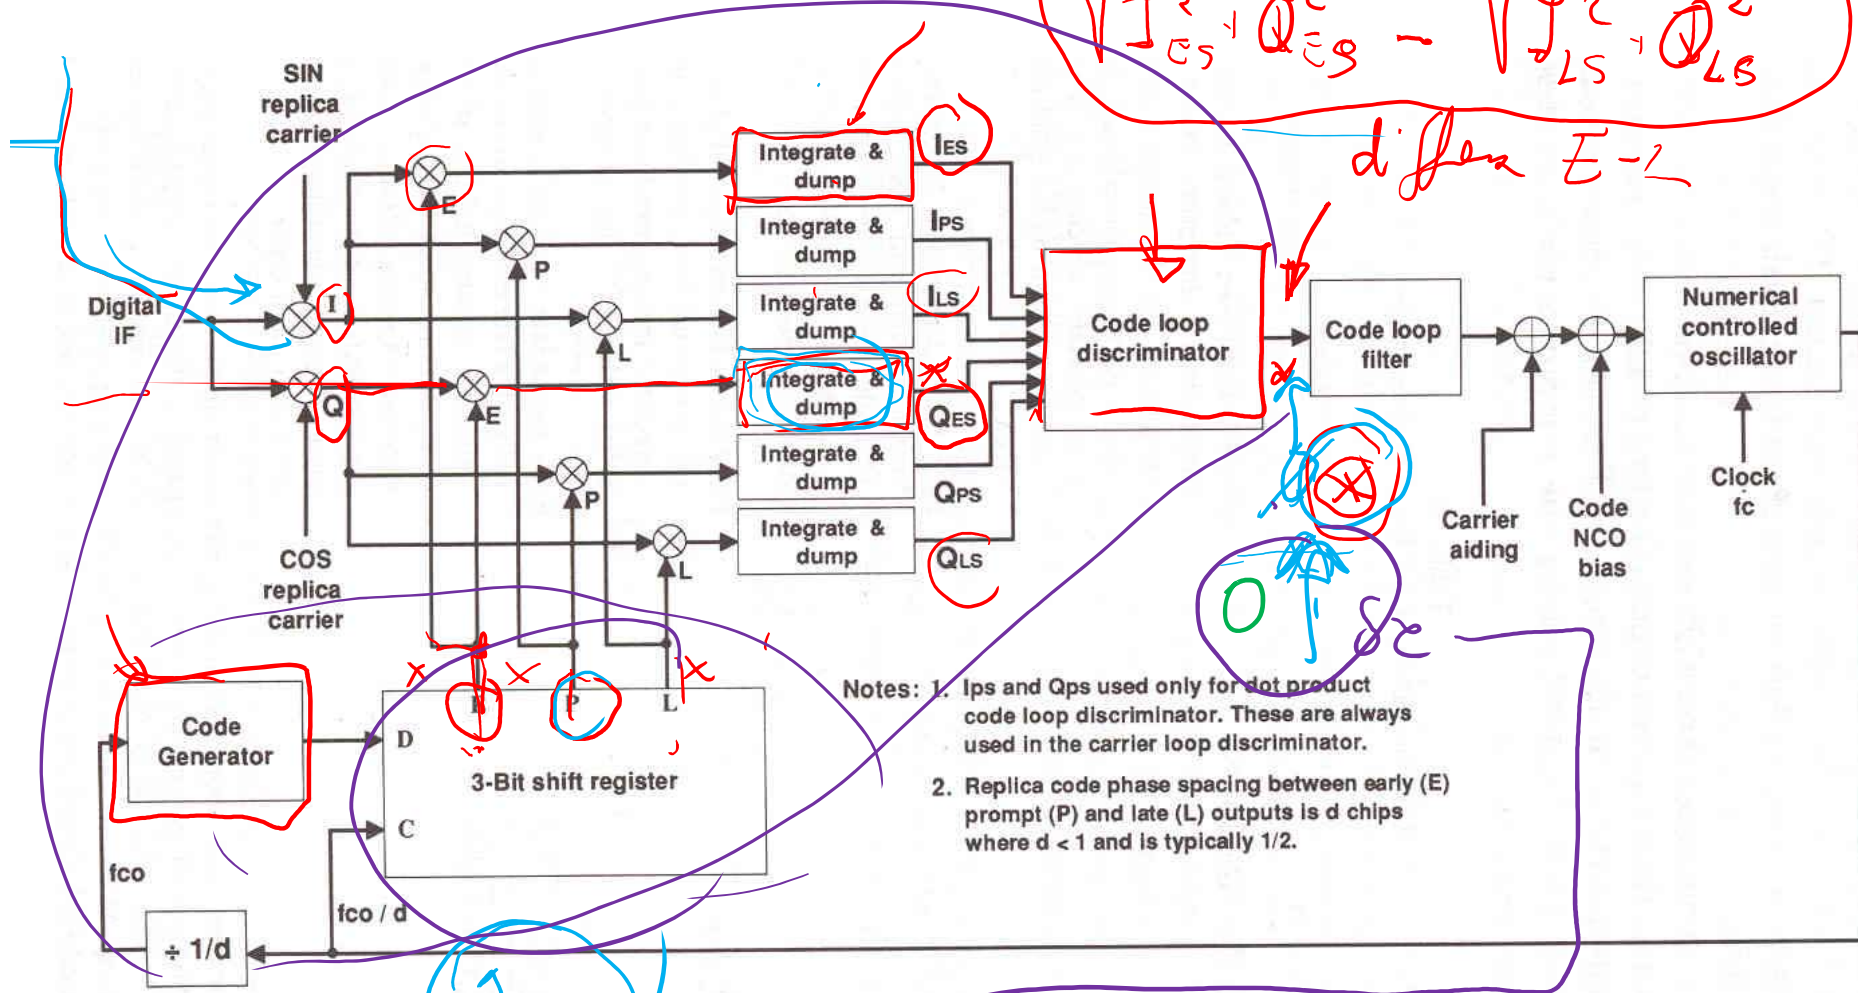 √I²ES + Q²ES - √I²LS + Q²LS
E-L
SIN
replica
carrier
Digital
IF
I
Q
COS
replica
carrier
E
P
L
E
P
L
Integrate &
dump
Integrate &
dump
Integrate &
dump
Integrate &
dump
Integrate &
dump
Integrate &
dump
IES
IPS
ILS
QES
QPS
QLS
Code loop
discriminator
Code loop
filter
Numerical
controlled
oscillator
Carrier
aiding
Code
NCO
bias
Clock
fc
Code
Generator
E
P
L
D
3-Bit shift register
C
fco
fco / d
÷ 1/d
Notes: 1. Ips and Qps used only for dot product
code loop discriminator. These are always
used in the carrier loop discriminator.
2. Replica code phase spacing between early (E)
prompt (P) and late (L) outputs is d chips
where d < 1 and is typically 1/2.